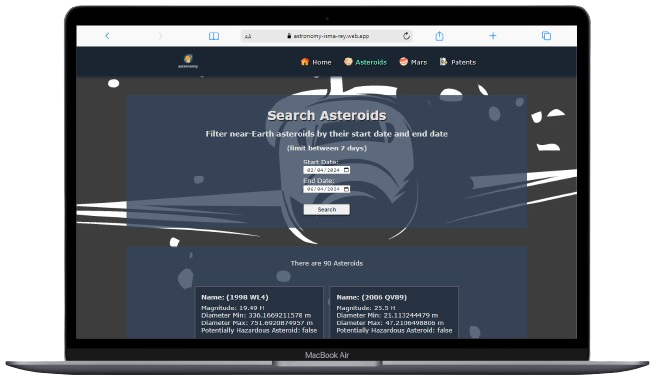 AA astronomy-isma-rey.web.app
astronomy
Home Asteroids Mars Patents
Search Asteroids
Filter near-Earth asteroids by their start date and end date
(limit between 7 days)
Start Date:
02/04/2024
End Date:
06/04/2024
Search
There are 90 Asteroids
Name: (1998 WL4)
Magnitude: 19.49 H
Diameter Min: 336.1669211578 m
Diameter Max: 751.6920874957 m
Potentially Hazardous Asteroid: false
Name: (2006 QV89)
Magnitude: 25.5 H
Diameter Min: 21.113244479 m
Diameter Max: 47.2106498806 m
Potentially Hazardous Asteroid: false
MacBook Air